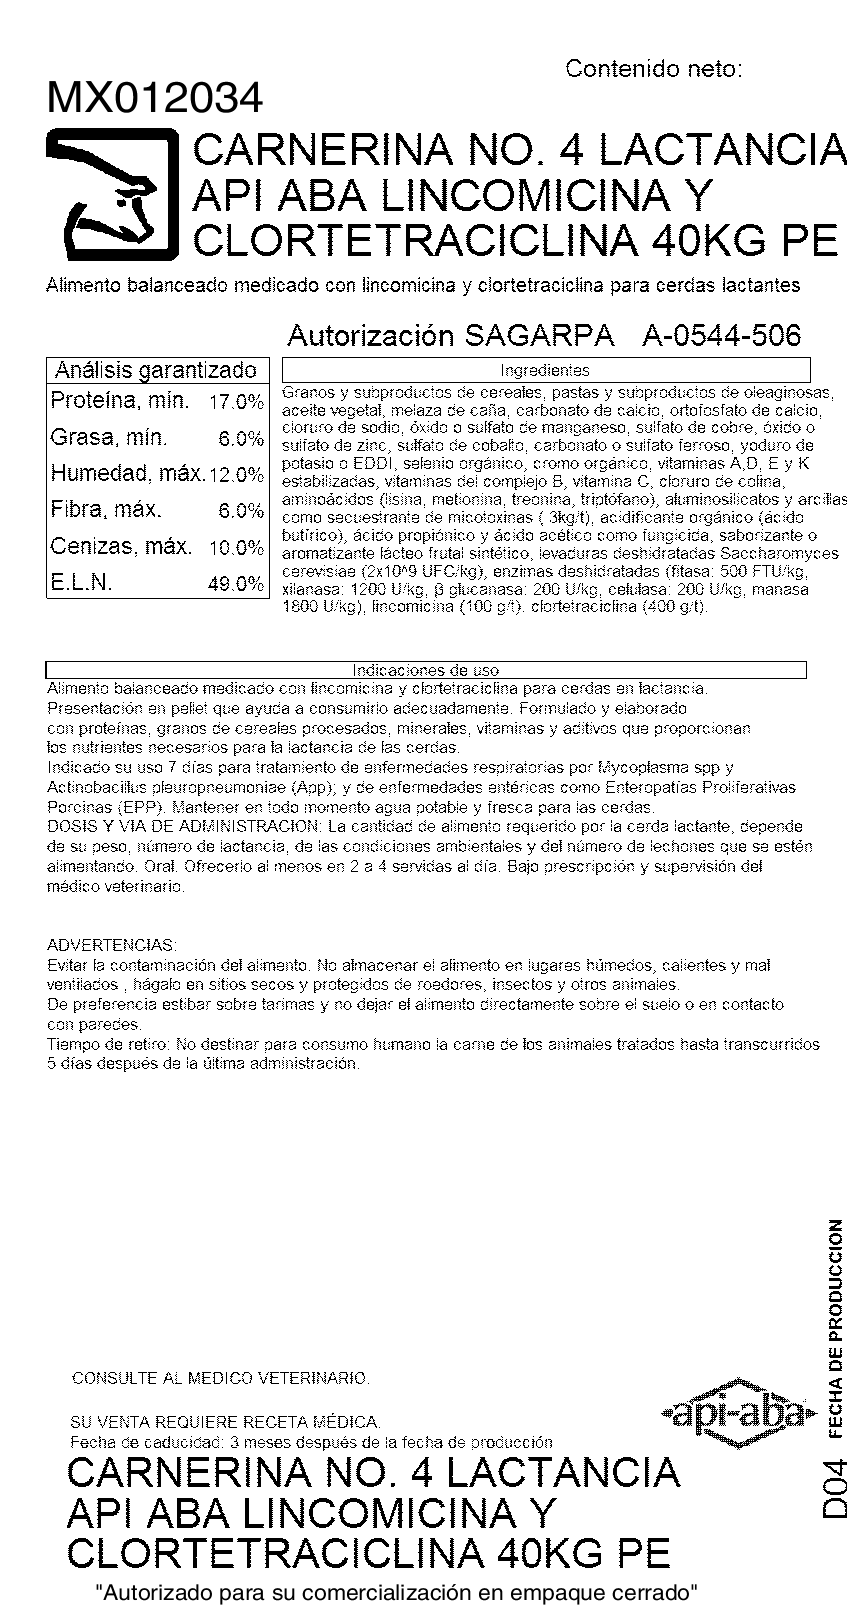 Contenido neto:
MX012034
CARNERINA NO. 4 LACTANCIA
API ABA LINCOMICINA Y
CLORTETRACICLINA 40KG PE
Alimento balanceado medicado con lincomicina y clortetraciclina para cerdas lactantes
Autorización SAGARPA A-0544-506
Análisis garantizado
Proteína, mín. 17.0%
Grasa, mín. 6.0%
Humedad, máx. 12.0%
Fibra, máx. 6.0%
Cenizas, máx. 10.0%
E.L.N. 49.0%
Ingredientes
Granos y subproductos de cereales, pastas y subproductos de oleaginosas,
aceite vegetal, melaza de caña, carbonato de calcio, ortofosfato de calcio,
cloruro de sodio, óxido o sulfato de manganeso, sulfato de cobre, óxido o
sulfato de zinc, sulfato de cobalto, carbonato o sulfato ferroso, yoduro de
potasio o EDDI, selenio orgánico, cromo orgánico, vitaminas A,D, E y K
estabilizadas, vitaminas del complejo B, vitamina C, cloruro de colina,
aminoácidos (lisina, metionina, treonina, triptófano), aluminosilicatos y arcillas
como secuestrante de micotoxinas ( 3kg/t), acidificante orgánico (ácido
butírico), ácido propiónico y ácido acético como fungicida, saborizante o
aromatizante lácteo frutal sintético, levaduras deshidratadas Saccharomyces
cerevisiae (2x10^9 UFC/kg), enzimas deshidratadas (fitasa: 500 FTU/kg,
xilanasa: 1200 U/kg, β glucanasa: 200 U/kg, celulasa: 200 U/kg, manasa
1800 U/kg), lincomicina (100 g/t). clortetraciclina (400 g/t).
Indicaciones de uso
Alimento balanceado medicado con lincomicina y clortetraciclina para cerdas en lactancia.
Presentación en pellet que ayuda a consumirlo adecuadamente. Formulado y elaborado
con proteínas, granos de cereales procesados, minerales, vitaminas y aditivos que proporcionan
los nutrientes necesarios para la lactancia de las cerdas.
Indicado su uso 7 días para tratamiento de enfermedades respiratorias por Mycoplasma spp y
Actinobacillus pleuropneumoniae (App); y de enfermedades entéricas como Enteropatías Proliferativas
Porcinas (EPP). Mantener en todo momento agua potable y fresca para las cerdas.
DOSIS Y VIA DE ADMINISTRACION: La cantidad de alimento requerido por la cerda lactante, depende
de su peso, número de lactancia, de las condiciones ambientales y del número de lechones que se estén
alimentando. Oral. Ofrecerlo al menos en 2 a 4 servidas al día. Bajo prescripción y supervisión del
médico veterinario.
ADVERTENCIAS:
Evitar la contaminación del alimento. No almacenar el alimento en lugares húmedos, calientes y mal
ventilados , hágalo en sitios secos y protegidos de roedores, insectos y otros animales.
De preferencia estibar sobre tarimas y no dejar el alimento directamente sobre el suelo o en contacto
con paredes.
Tiempo de retiro: No destinar para consumo humano la carne de los animales tratados hasta transcurridos
5 días después de la última administración.
FECHA DE PRODUCCION
D04
CONSULTE AL MEDICO VETERINARIO.
api-aba
SU VENTA REQUIERE RECETA MÉDICA.
Fecha de caducidad: 3 meses después de la fecha de producción
CARNERINA NO. 4 LACTANCIA
API ABA LINCOMICINA Y
CLORTETRACICLINA 40KG PE
"Autorizado para su comercialización en empaque cerrado"